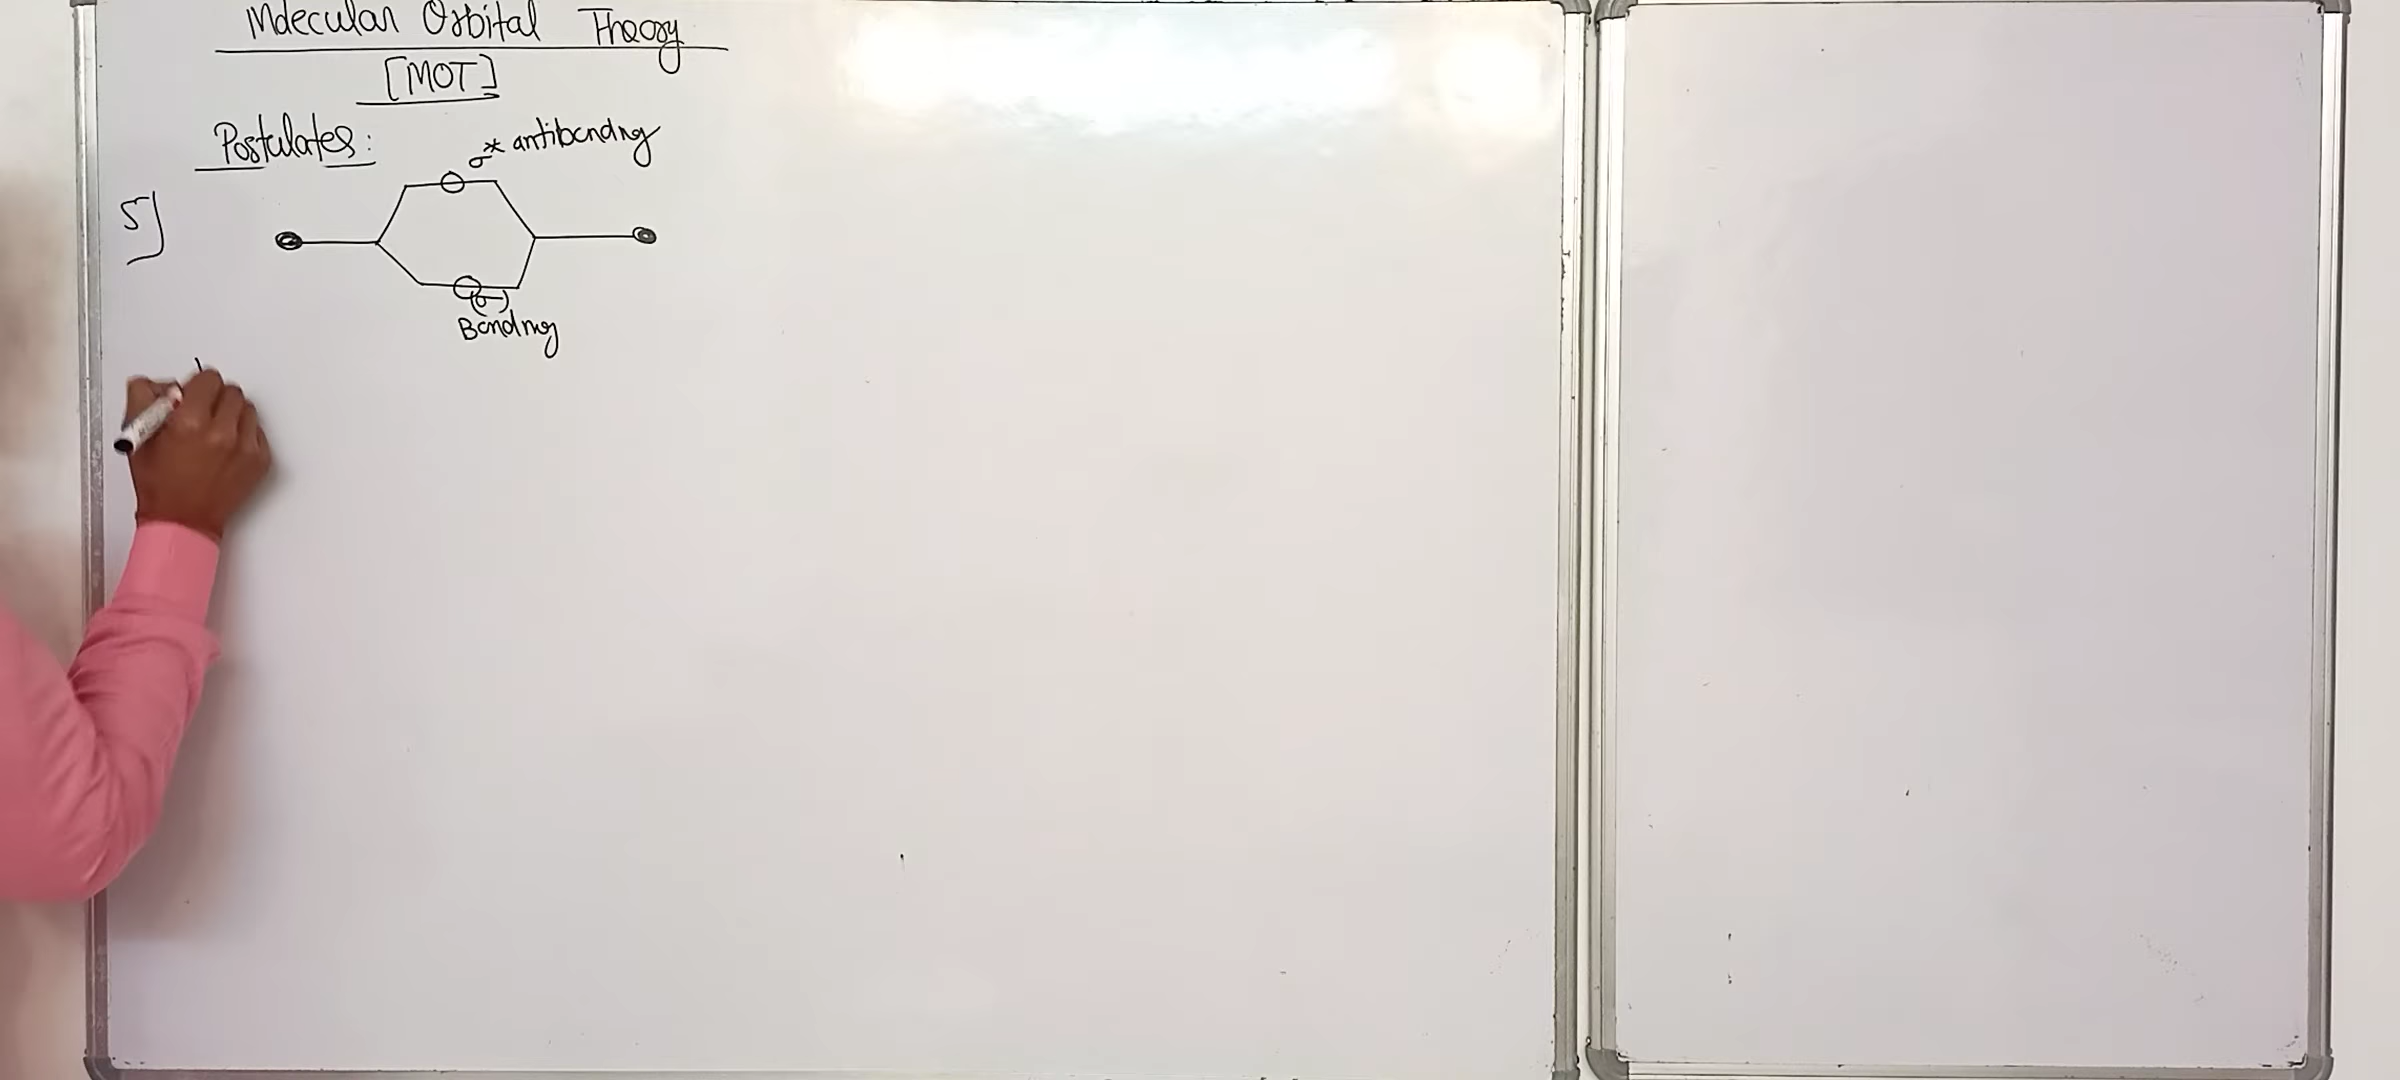 Molecular Orbital Theory
[MOT]
Postulates:
σ* antibonding
5]
(σ)
Bonding